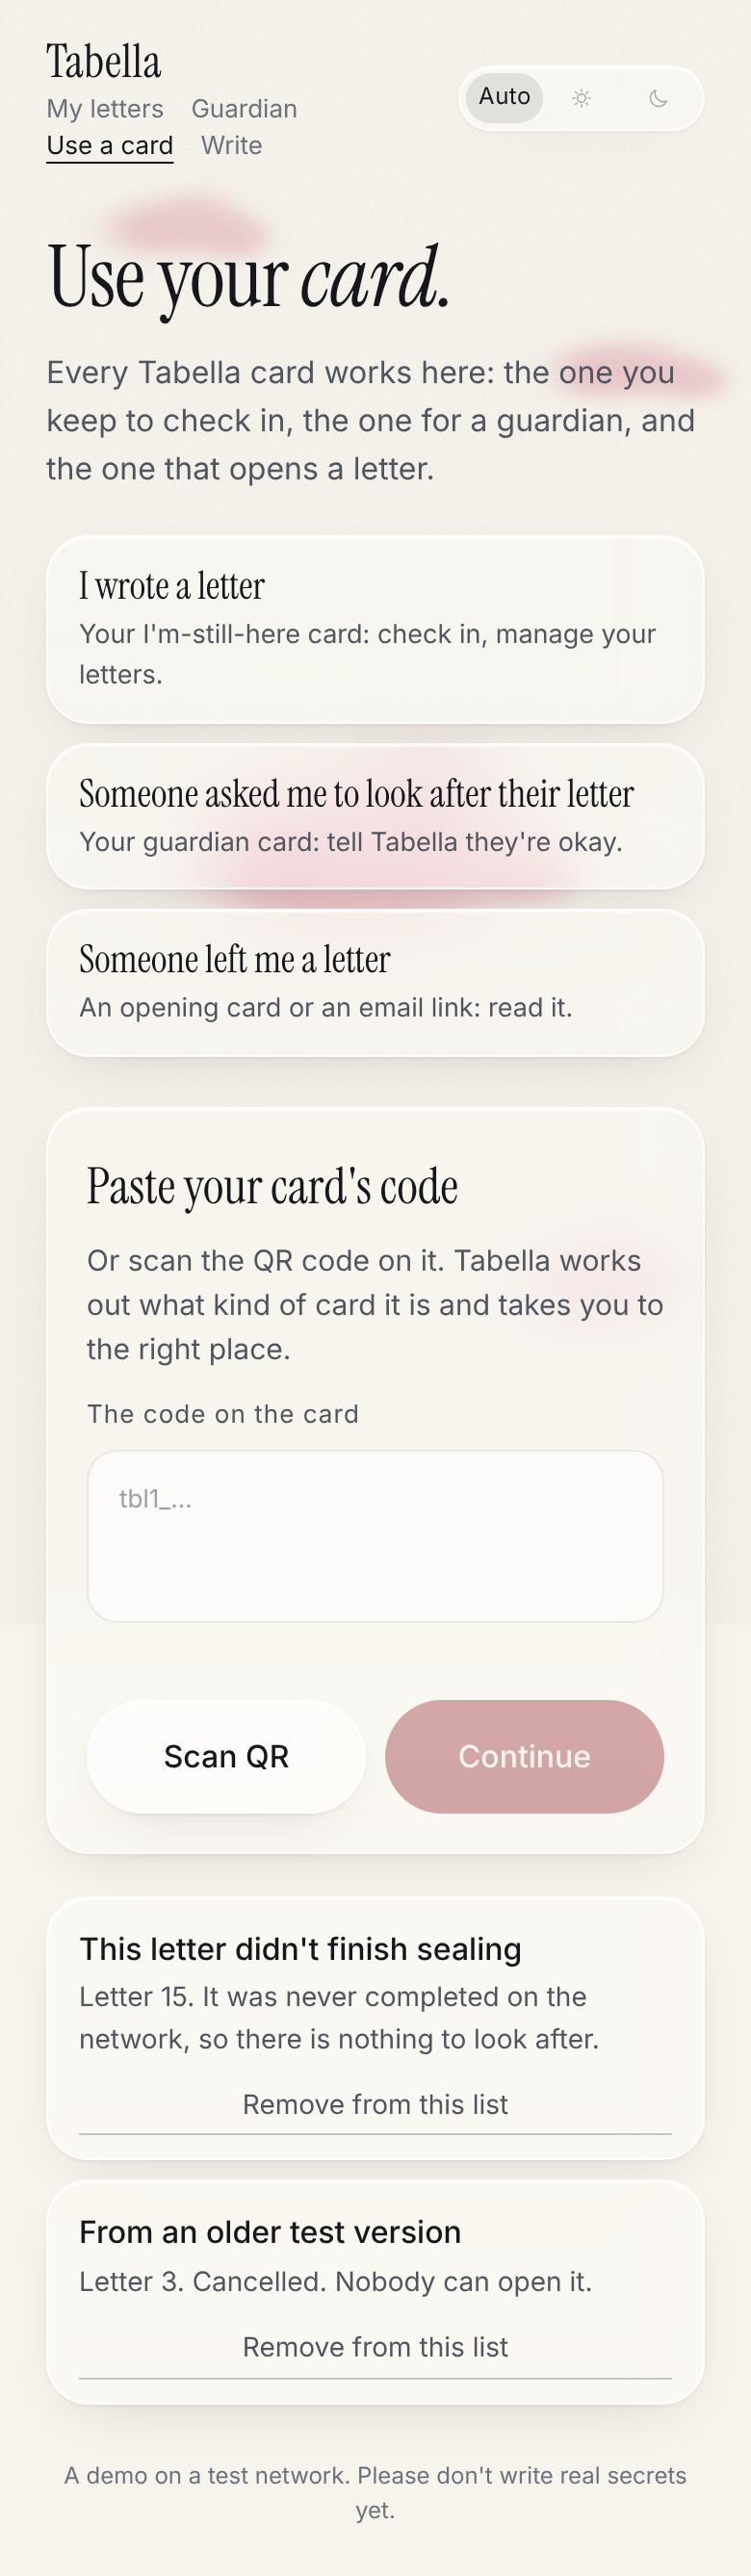 Tabella
My letters Guardian
Use a card Write
Auto
Use your card.
Every Tabella card works here: the one you
keep to check in, the one for a guardian, and
the one that opens a letter.
I wrote a letter
Your I'm-still-here card: check in, manage your
letters.
Someone asked me to look after their letter
Your guardian card: tell Tabella they're okay.
Someone left me a letter
An opening card or an email link: read it.
Paste your card's code
Or scan the QR code on it. Tabella works
out what kind of card it is and takes you to
the right place.
The code on the card
tbl1_...
Scan QR Continue
This letter didn't finish sealing
Letter 15. It was never completed on the
network, so there is nothing to look after.
Remove from this list
From an older test version
Letter 3. Cancelled. Nobody can open it.
Remove from this list
A demo on a test network. Please don't write real secrets
yet.